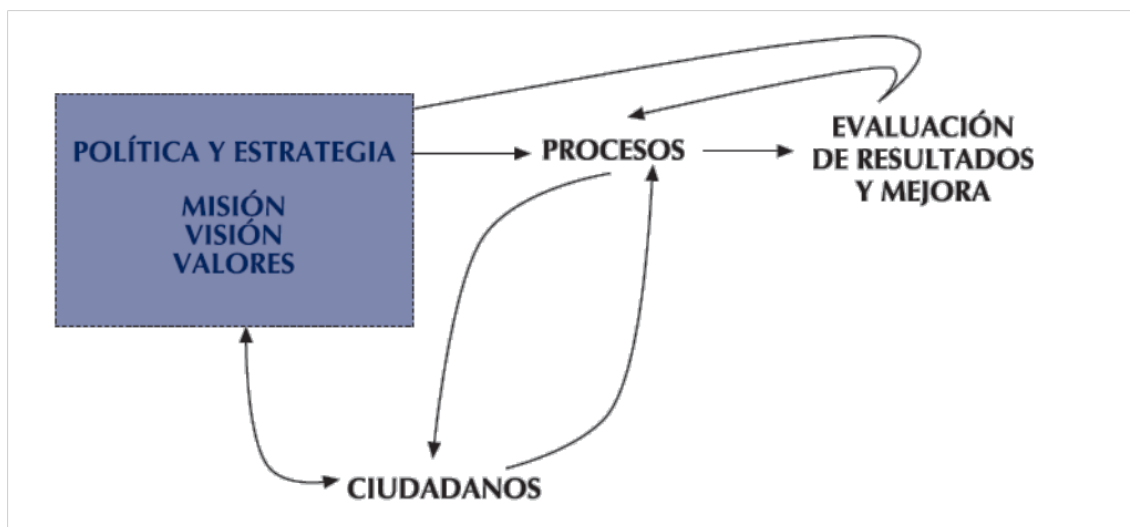 POLÍTICA Y ESTRATEGIA
MISIÓN
VISIÓN
VALORES
PROCESOS
EVALUACIÓN
DE RESULTADOS
Y MEJORA
CIUDADANOS